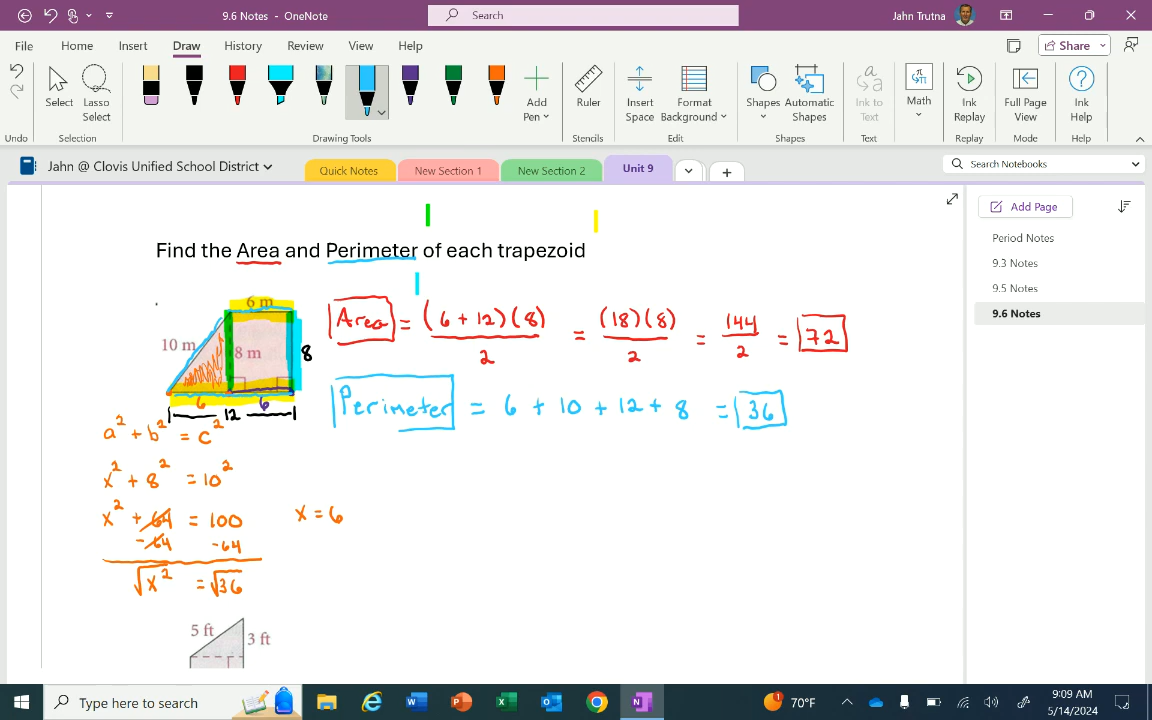 9.6 Notes - OneNote
Search
Jahn Trutna
File Home Insert Draw History Review View Help
Share
Undo
Select
Lasso Select
Selection
Drawing Tools
Add Pen
Ruler
Stencils
Insert Space
Format Background
Edit
Shapes
Automatic Shapes
Shapes
Ink to Text
Text
Math
Ink Replay
Replay
Full Page View
Mode
Ink Help
Help
Jahn @ Clovis Unified School District
Quick Notes
New Section 1
New Section 2
Unit 9
Search Notebooks
Add Page
Period Notes
9.3 Notes
9.5 Notes
9.6 Notes
Find the Area and Perimeter of each trapezoid
6 m
10 m
8 m
8
6
6
12
Area = (6 + 12)(8) / 2 = (18)(8) / 2 = 144 / 2 = 72
Perimeter = 6 + 10 + 12 + 8 = 36
a² + b² = c²
x² + 8² = 10²
x² + 64 = 100
-64 -64
√x² = √36
x = 6
5 ft
3 ft
Type here to search
1
70°F
9:09 AM
5/14/2024